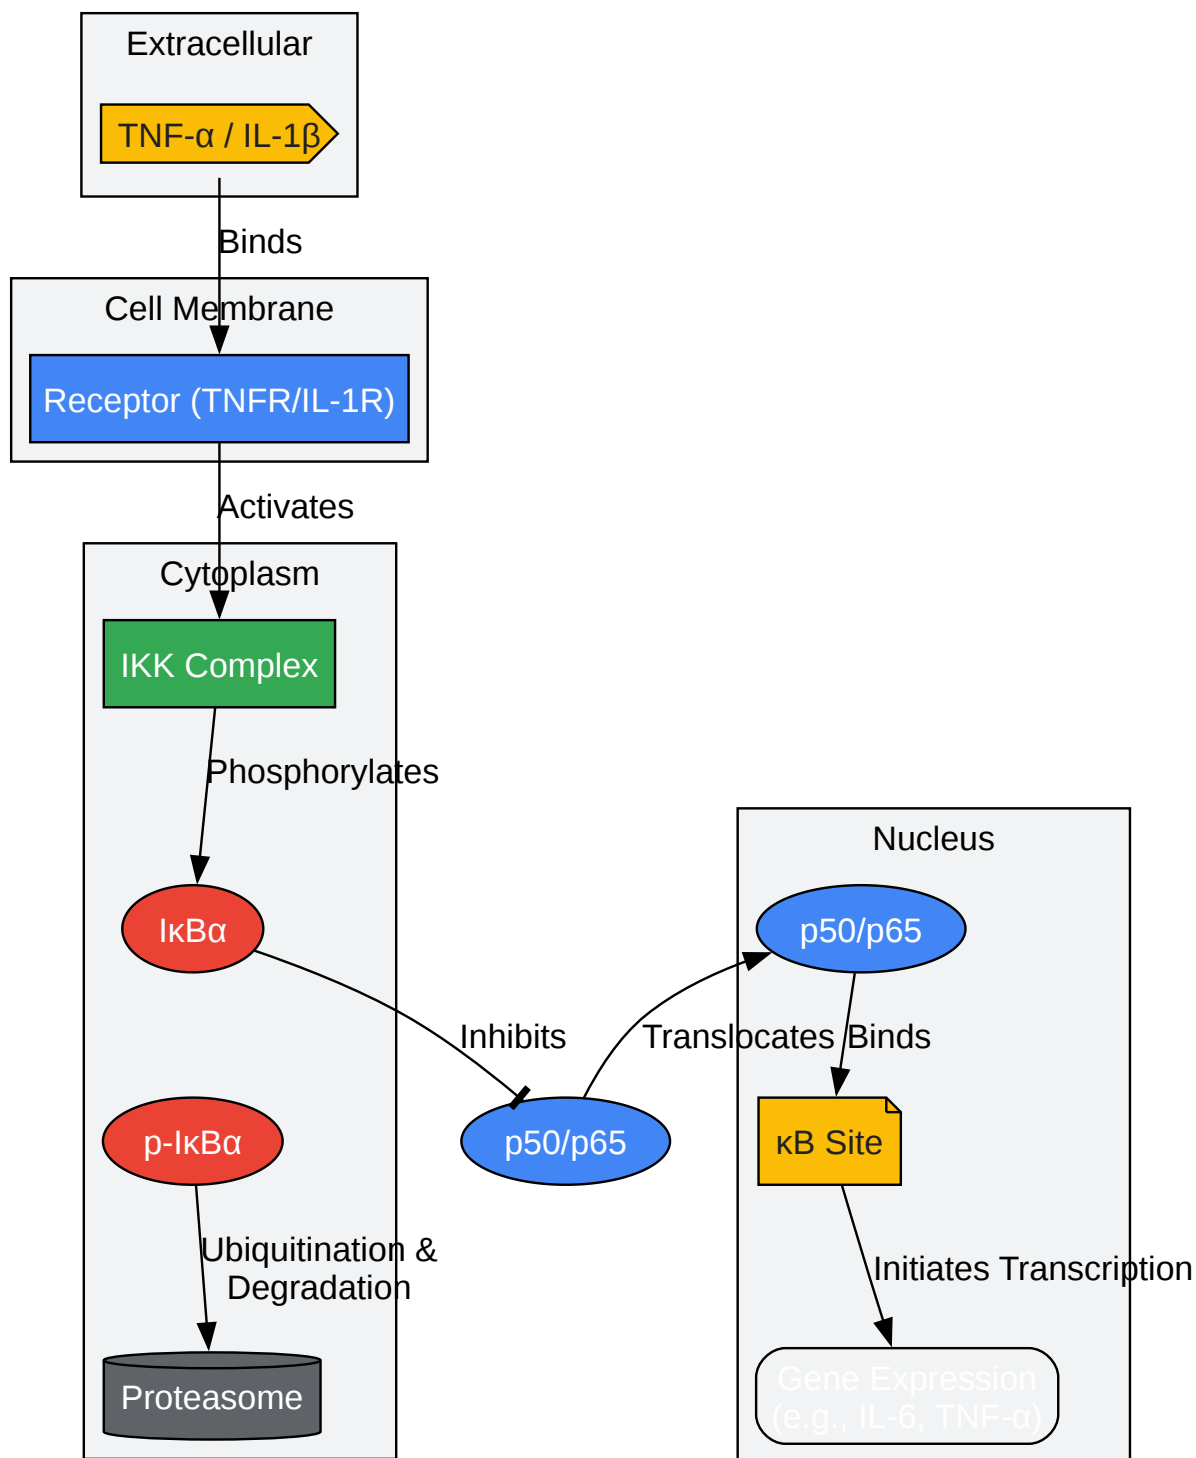 Extracellular
TNF-α / IL-1β
Binds
Cell Membrane
Receptor (TNFR/IL-1R)
Activates
Cytoplasm
IKK Complex
Phosphorylates
IκBα
Inhibits
p-IκBα
p50/p65
Ubiquitination &
Degradation
Proteasome
Nucleus
p50/p65
Translocates
Binds
κB Site
Initiates Transcription
Gene Expression
(e.g., IL-6, TNF-α)